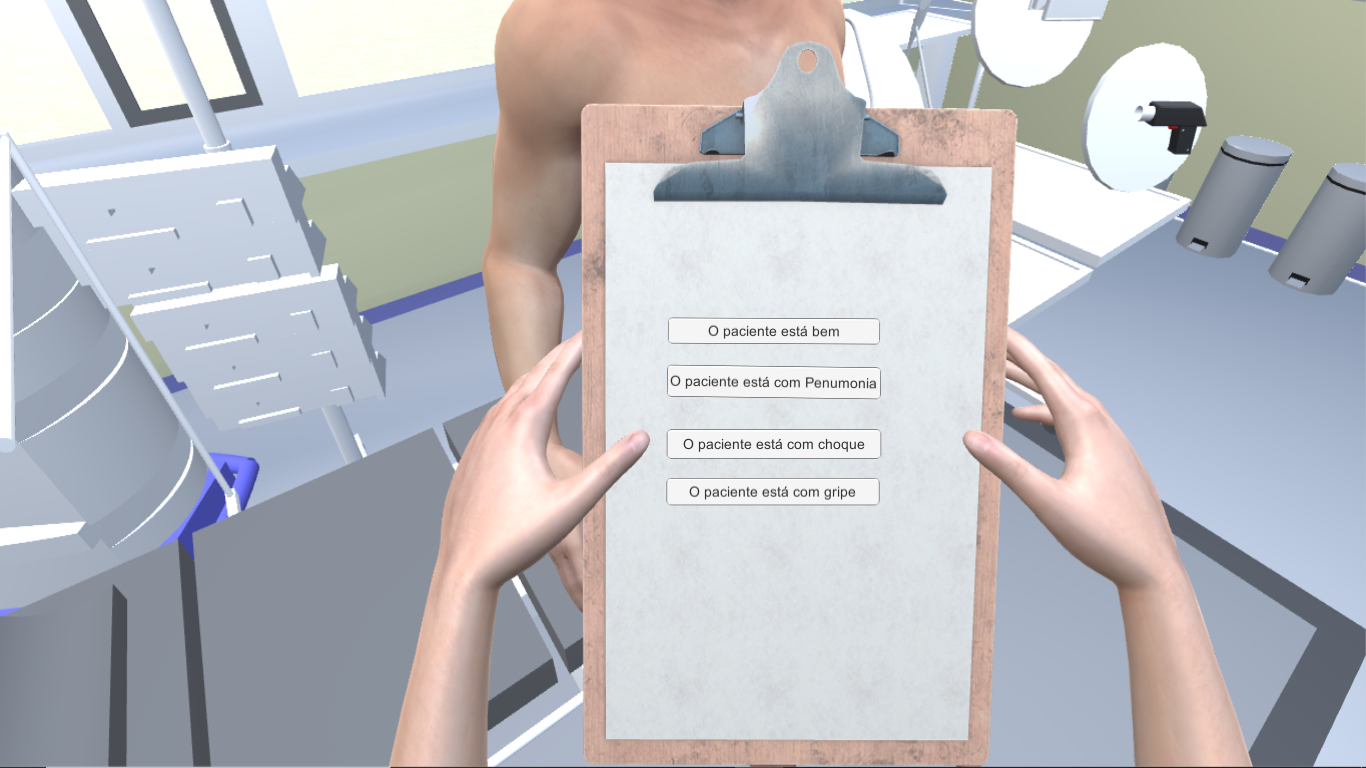 O paciente está bem
O paciente está com Penumonia
O paciente está com choque
O paciente está com gripe